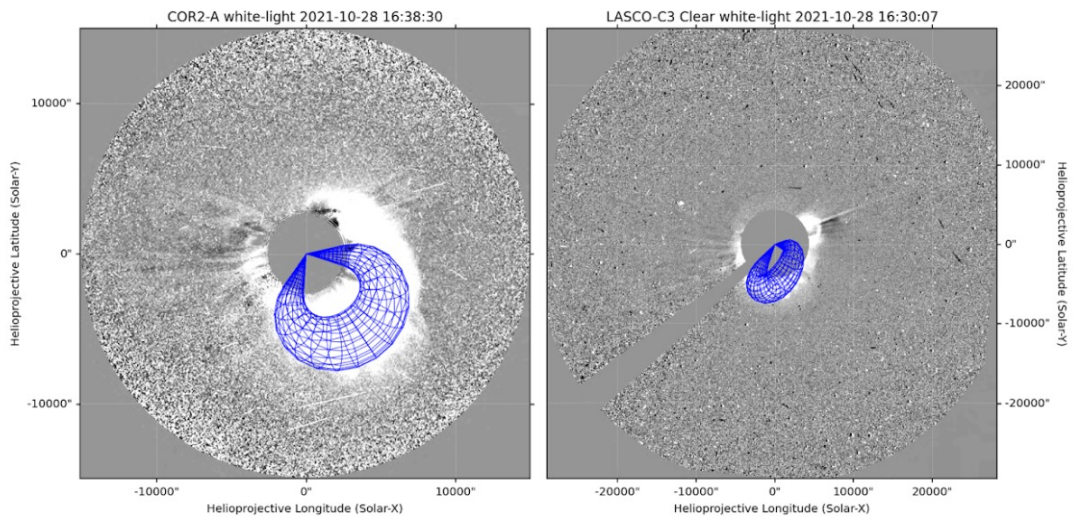 COR2-A white-light 2021-10-28 16:38:30
Helioprojective Latitude (Solar-Y)
10000"
0"
-10000"
-10000"
0"
10000"
Helioprojective Longitude (Solar-X)
LASCO-C3 Clear white-light 2021-10-28 16:30:07
20000"
10000"
0"
-10000"
-20000"
Helioprojective Latitude (Solar-Y)
-20000"
-10000"
0"
10000"
20000"
Helioprojective Longitude (Solar-X)